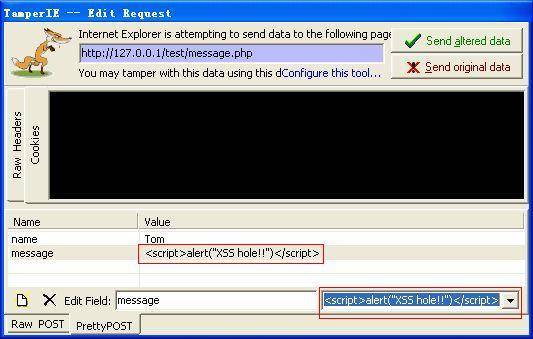 TamperIE -- Edit Request
Internet Explorer is attempting to send data to the following page
http://127.0.0.1/test/message.php
You may tamper with this data using this dConfigure this tool...
Send altered data
Send original data
Raw Headers
Cookies
Name Value
name Tom
message <script>alert("XSS hole!!")</script>
Edit Field: message <script>alert("XSS hole!!")</script>
Raw POST PrettyPOST